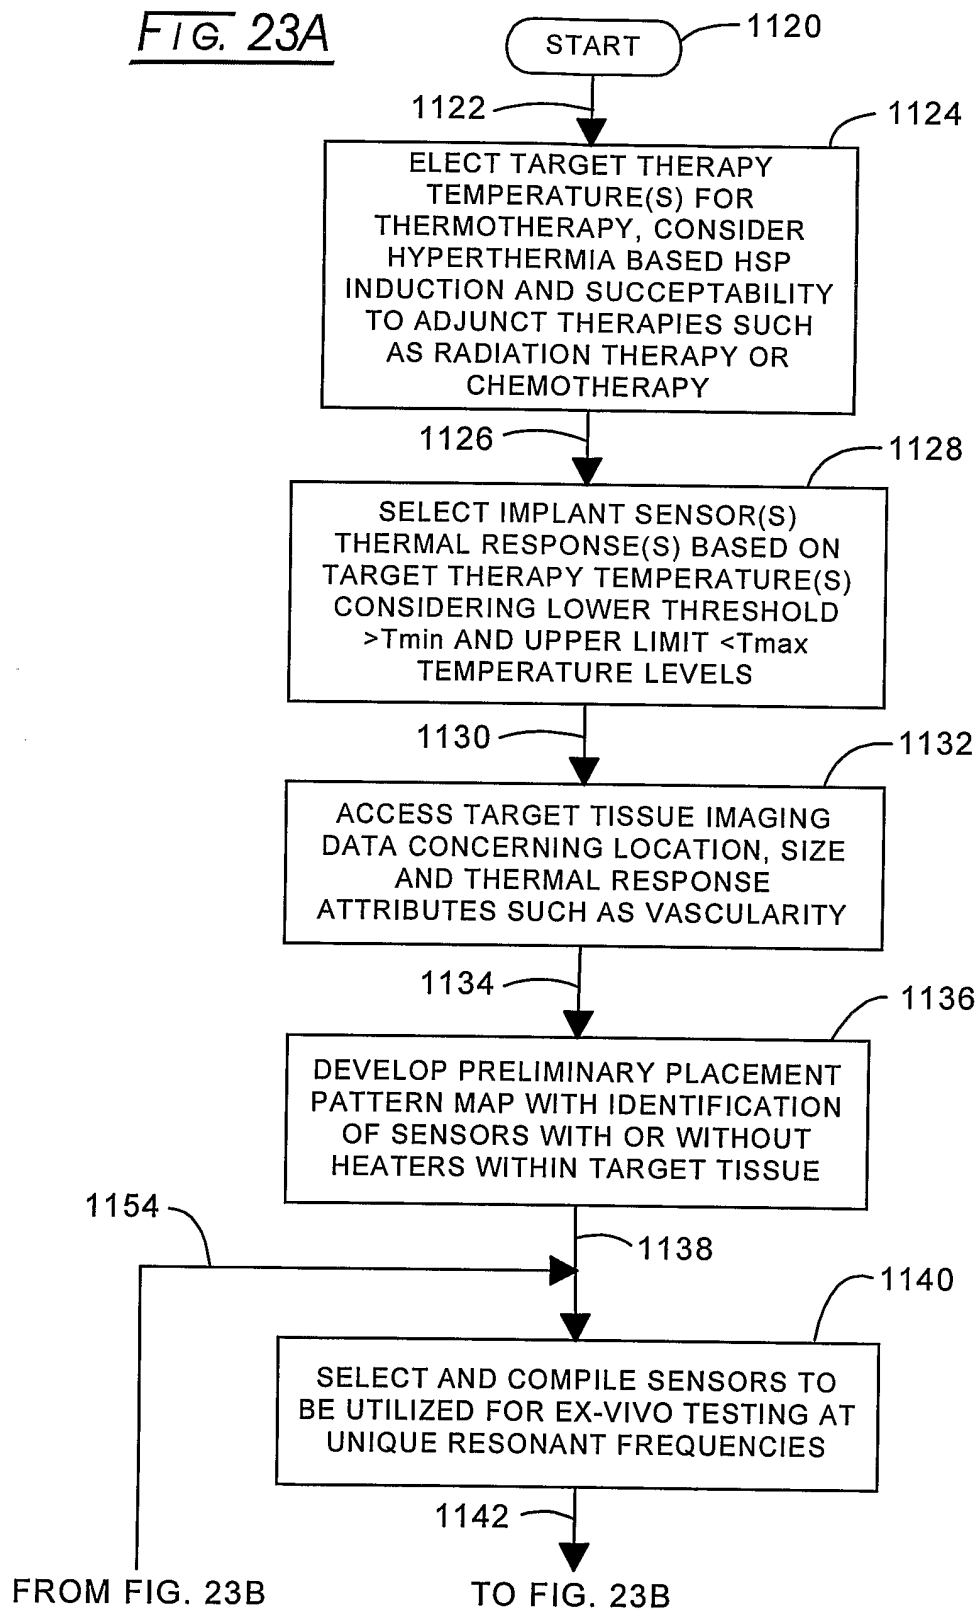 FIG. 23A
START
1120
1122
1124
ELECT TARGET THERAPY
TEMPERATURE(S) FOR
THERMOTHERAPY, CONSIDER
HYPERTHERMIA BASED HSP
INDUCTION AND SUCCEPTABILITY
TO ADJUNCT THERAPIES SUCH
AS RADIATION THERAPY OR
CHEMOTHERAPY
1126
1128
SELECT IMPLANT SENSOR(S)
THERMAL RESPONSE(S) BASED ON
TARGET THERAPY TEMPERATURE(S)
CONSIDERING LOWER THRESHOLD
>Tmin AND UPPER LIMIT <Tmax
TEMPERATURE LEVELS
1130
1132
ACCESS TARGET TISSUE IMAGING
DATA CONCERNING LOCATION, SIZE
AND THERMAL RESPONSE
ATTRIBUTES SUCH AS VASCULARITY
1134
1136
DEVELOP PRELIMINARY PLACEMENT
PATTERN MAP WITH IDENTIFICATION
OF SENSORS WITH OR WITHOUT
HEATERS WITHIN TARGET TISSUE
1154
1138
1140
SELECT AND COMPILE SENSORS TO
BE UTILIZED FOR EX-VIVO TESTING AT
UNIQUE RESONANT FREQUENCIES
1142
FROM FIG. 23B
TO FIG. 23B